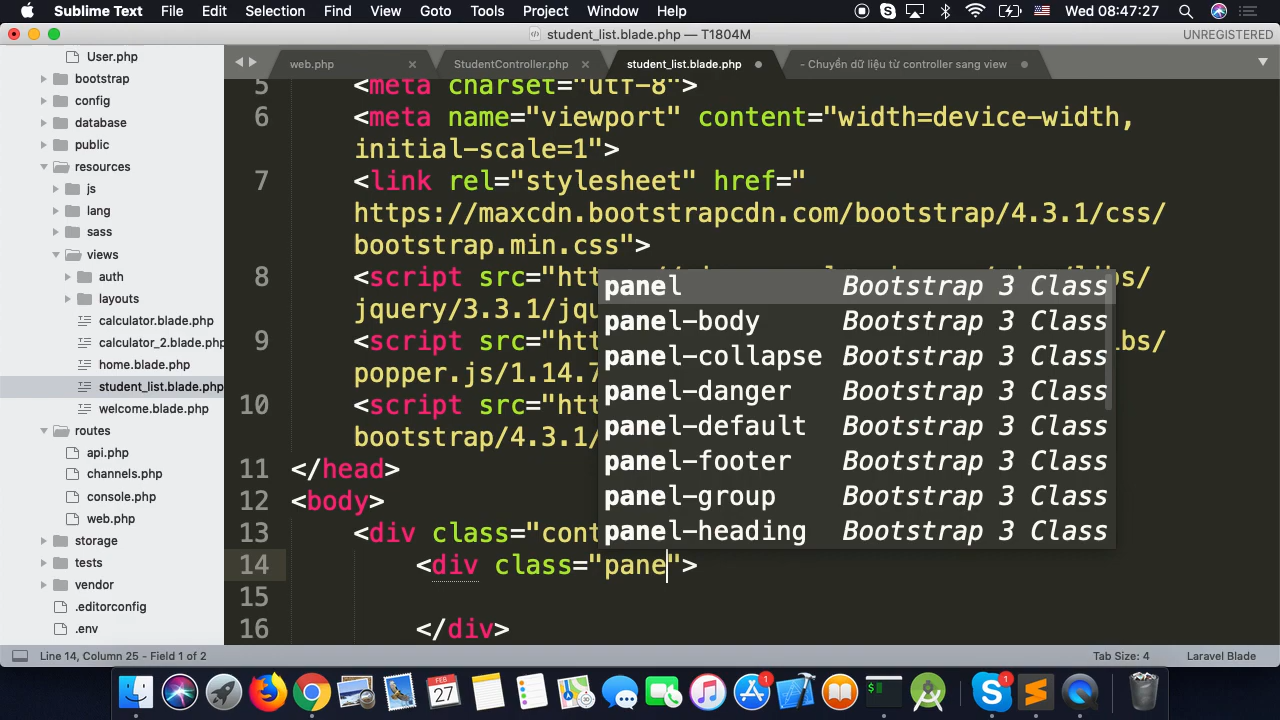 Sublime Text File Edit Selection Find View Goto Tools Project Window Help Wed 08:47:27
student_list.blade.php — T1804M UNREGISTERED
web.php StudentController.php student_list.blade.php - Chuyển dữ liệu từ controller sang view
User.php
bootstrap
config
database
public
resources
js
lang
sass
views
auth
layouts
calculator.blade.php
calculator_2.blade.php
home.blade.php
student_list.blade.php
welcome.blade.php
routes
api.php
channels.php
console.php
web.php
storage
tests
vendor
.editorconfig
.env
5 <meta charset="utf-8">
6 <meta name="viewport" content="width=device-width,
initial-scale=1">
7 <link rel="stylesheet" href="
https://maxcdn.bootstrapcdn.com/bootstrap/4.3.1/css/
bootstrap.min.css">
8 <script src="
jquery/3.3.1/
9 <script src="
popper.js/1.14.7
10 <script src="
bootstrap/4.3.1/
11 </head>
12 <body>
13 <div class="cont
14 <div class="pane">
15
16 </div>
panel Bootstrap 3 Class
panel-body Bootstrap 3 Class
panel-collapse Bootstrap 3 Class
panel-danger Bootstrap 3 Class
panel-default Bootstrap 3 Class
panel-footer Bootstrap 3 Class
panel-group Bootstrap 3 Class
panel-heading Bootstrap 3 Class
Line 14, Column 25 - Field 1 of 2 Tab Size: 4 Laravel Blade
FEB
27
1
1